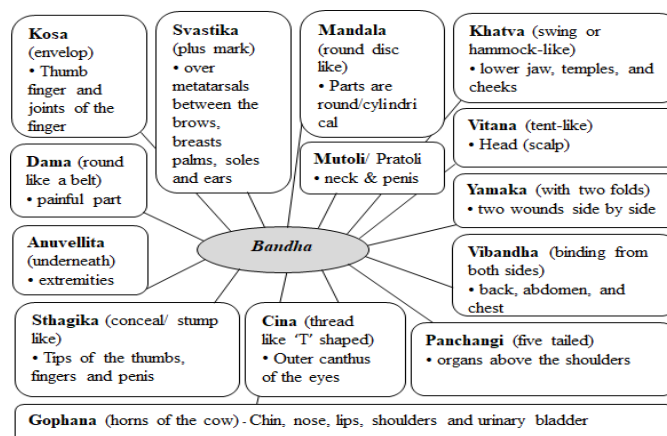 Kosa
(envelop)
• Thumb
finger and
joints of the
finger
Svastika
(plus mark)
• over
metatarsals
between the
brows,
breasts
palms, soles
and ears
Mandala
(round disc
like)
• Parts are
round/cylindri
cal
Khatva (swing or
hammock-like)
• lower jaw, temples, and
cheeks
Dama (round
like a belt)
• painful part
Mutoli/ Pratoli
• neck & penis
Vitana (tent-like)
• Head (scalp)
Yamaka (with two folds)
• two wounds side by side
Anuvellita
(underneath)
• extremities
Bandha
Vibandha (binding from
both sides)
• back, abdomen, and
chest
Sthagika (conceal/ stump
like)
• Tips of the thumbs,
fingers and penis
Cina (thread
like ‘T’ shaped)
• Outer canthus
of the eyes
Panchangi (five tailed)
• organs above the shoulders
Gophana (horns of the cow) - Chin, nose, lips, shoulders and urinary bladder